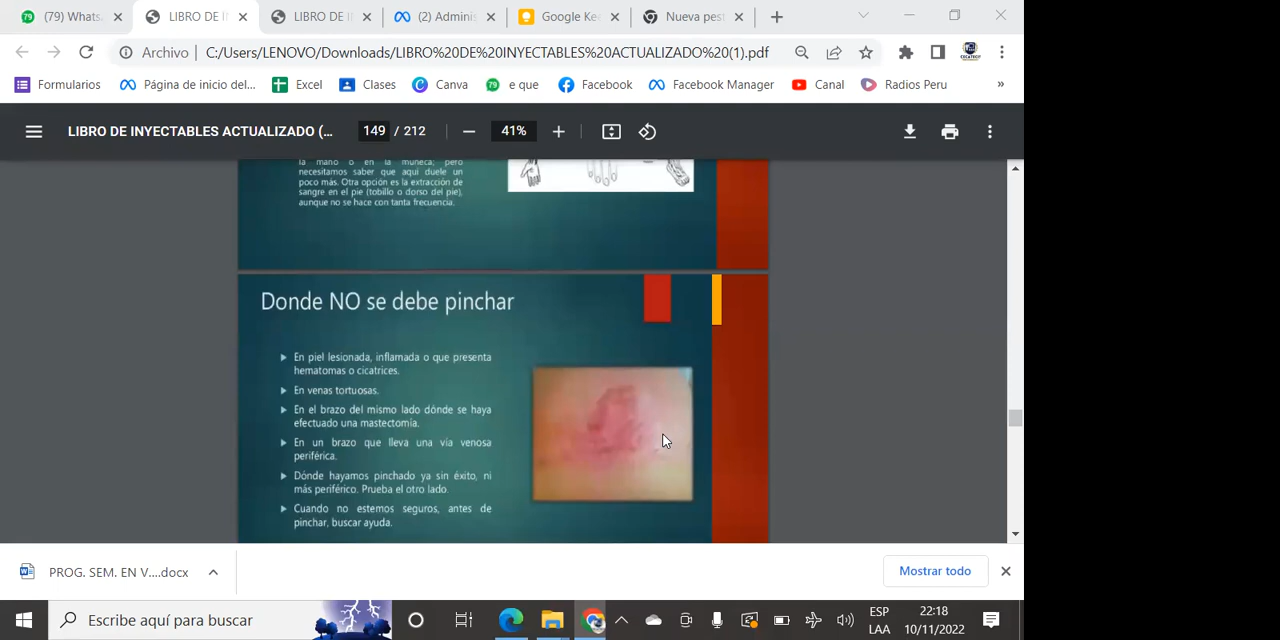 (2) Whats
LIBRO DE I
LIBRO DE I
(2) Adminis
Google Ke
Nueva pest
Archivo
C:/Users/LENOVO/Downloads/LIBRO%20DE%20INYECTABLES%20ACTUALIZADO%20(1).pdf
Formularios
Página de inicio del...
Excel
Clases
Canva
e que
Facebook
Facebook Manager
Canal
Radios Peru
»
LIBRO DE INYECTABLES ACTUALIZADO (...
149 / 212
41%
la mano o en la muñeca; pero
necesitamos saber que aquí duele un
poco más. Otra opción es la extracción de
sangre en el pie (tobillo o dorso del pie),
aunque no se hace con tanta frecuencia.
Donde NO se debe pinchar
En piel lesionada, inflamada o que presenta
hematomas o cicatrices.
En venas tortuosas.
En el brazo del mismo lado dónde se haya
efectuado una mastectomía.
En un brazo que lleva una vía venosa
periférica.
Dónde hayamos pinchado ya sin éxito, ni
más periférico. Prueba el otro lado.
Cuando no estemos seguros, antes de
pinchar, buscar ayuda.
PROG. SEM. EN V....docx
Mostrar todo
Escribe aquí para buscar
ESP
LAA
22:18
10/11/2022